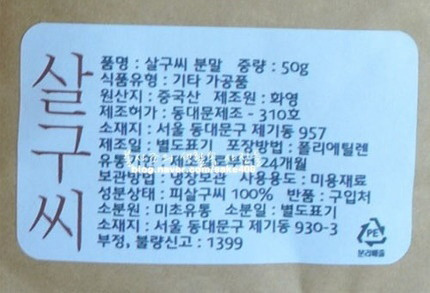 살구씨
품명 : 살구씨 분말 중량 : 50g
식품유형 : 기타 가공품
원산지 : 중국산 제조원 : 화영
제조허가 : 동대문제조 - 310호
소재지 : 서울 동대문구 제기동 957
제조일 : 별도표기 포장방법 : 폴리에틸렌
유통기한 : 제조일로부터 24개월
보관방법 : 냉장보관 사용용도 : 미용재료
성분상태 : 피살구씨 100% 반품 : 구입처
소분원 : 미초유통 소분일 : 별도표기
소재지 : 서울 동대문구 제기동 930-3
부정, 불량신고 : 1399
PE
분리배출